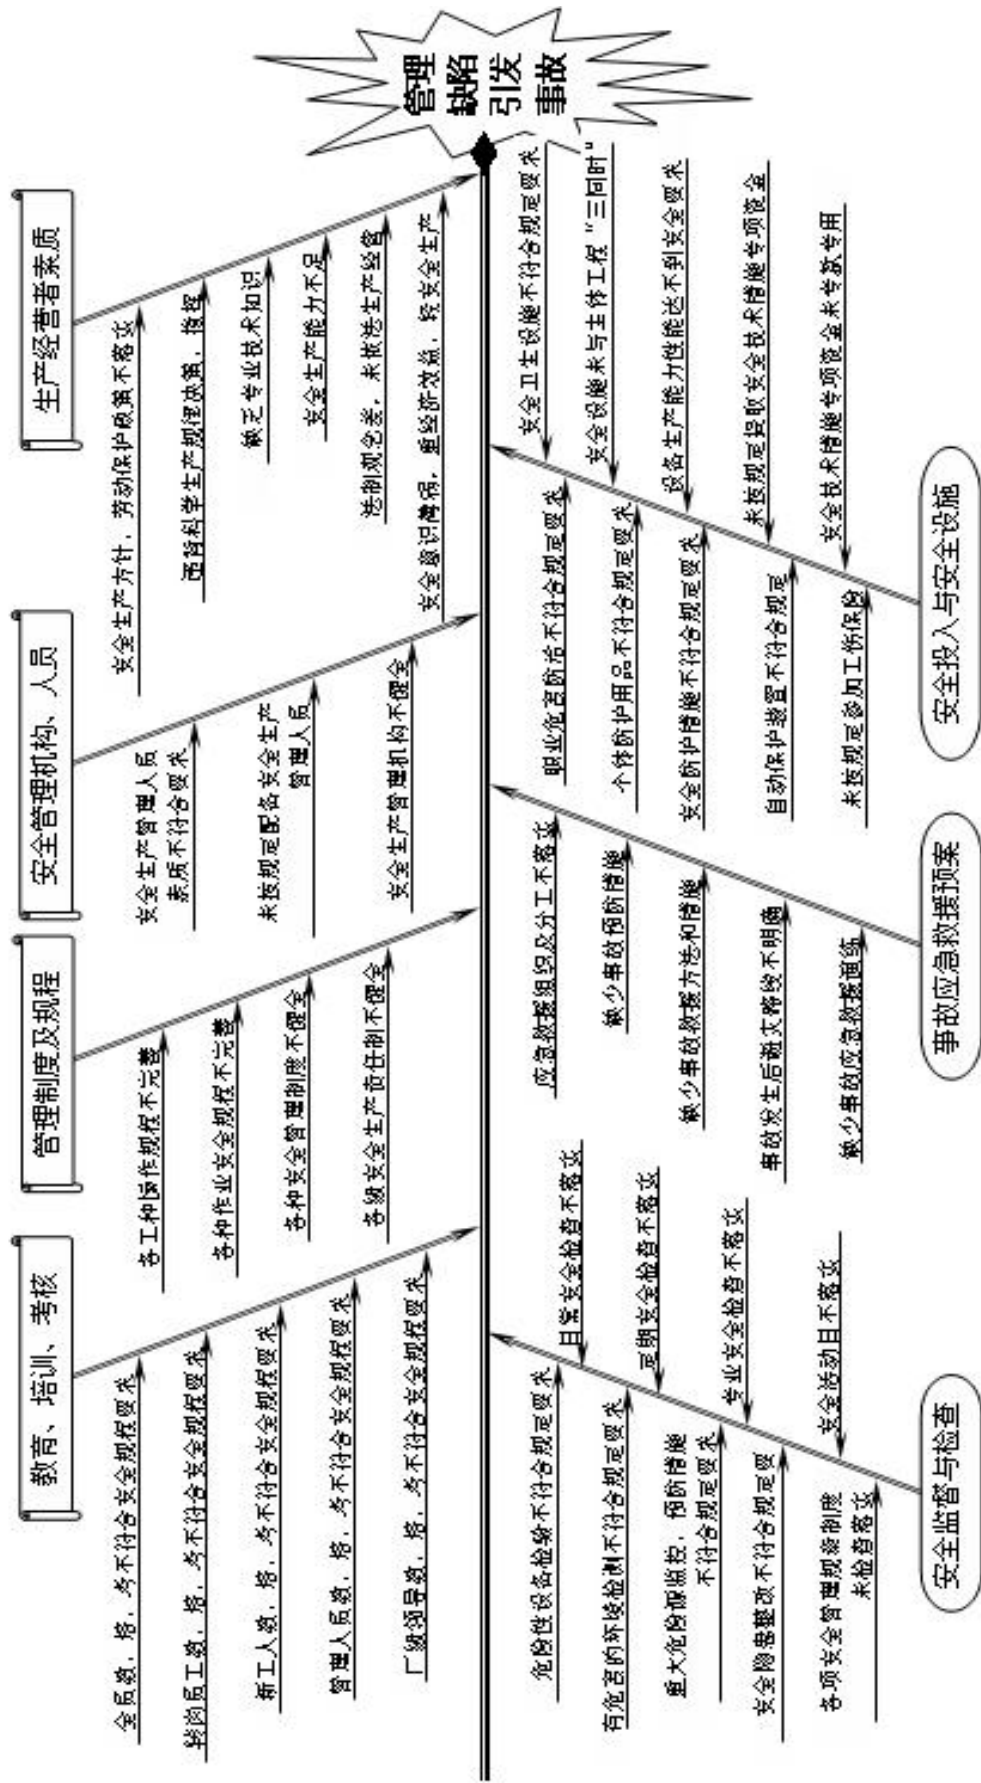 教育、培训、考核
管理制度及规程
安全管理机构、人员
生产经营者素质
全员教、培、考不符合安全规程要求
转岗员工教、培、考不符合安全规程要求
新工人教、培、考不符合安全规程要求
管理人员教、培、考不符合安全规程要求
厂级领导教、培、考不符合安全规程要求
各工种操作规程不完整
各种作业安全规程不完整
各种安全管理制度不健全
各级安全生产责任制不健全
安全生产管理人员
素质不符合要求
未按规定配备安全生产
管理人员
安全生产管理机构不健全
安全生产方针、劳动保护政策不落实
违背科学生产规律决策、指挥
缺乏专业技术知识
安全生产能力不足
法制观念差，未依法生产经营
安全意识薄弱，重经济效益，轻安全生产
管理
缺陷
引发
事故
危险性设备检验不符合规定要求
有危害的环境检测不符合规定要求
重大危险源监控、预防措施
不符合规定要求
安全隐患整改不符合规定要
各项安全管理规章制度
未检查落实
日常安全检查不落实
定期安全检查不落实
专业安全检查不落实
安全活动日不落实
应急救援组织及分工不落实
缺少事故预防措施
缺少事故救援方法和措施
事故发生后避灾路线不明确
缺少事故应急救援演练
职业危害防治不符合规定要求
个体防护用品不符合规定要求
安全防护措施不符合规定要求
自动保护装置不符合规定
未按规定参加工伤保险
安全卫生设施不符合规定要求
安全设施未与主体工程"三同时"
设备生产能力性能达不到安全要求
未按规定提取安全技术措施专项资金
安全技术措施专项资金未专款专用
安全监督与检查
事故应急救援预案
安全投入与安全设施